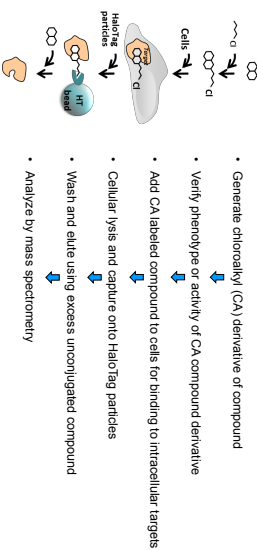 Cl
Cl
Cells
Target
Cl
HaloTag
particles
HT
bead
• Generate chloroalkyl (CA) derivative of compound
• Verify phenotype or activity of CA compound derivative
• Add CA labeled compound to cells for binding to intracellular targets
• Cellular lysis and capture onto HaloTag particles
• Wash and elute using excess unconjugated compound
• Analyze by mass spectrometry